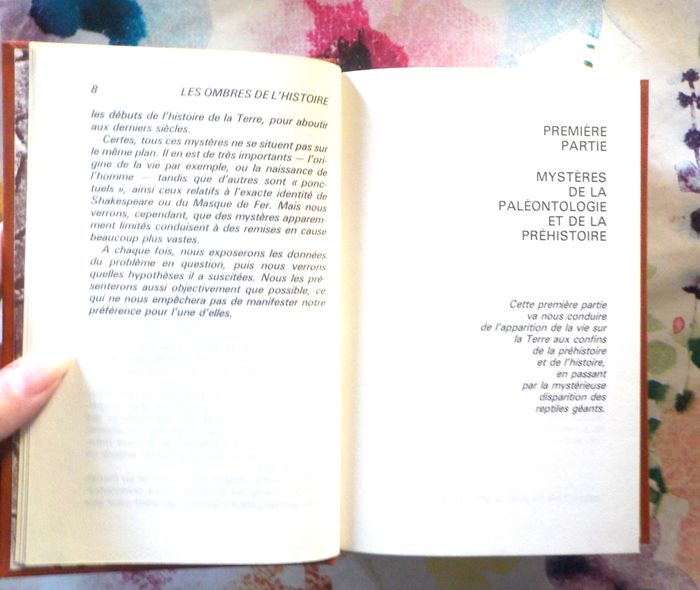 8
LES OMBRES DE L'HISTOIRE
les débuts de l'histoire de la Terre, pour aboutir
aux derniers siècles.
Certes, tous ces mystères ne se situent pas sur
le même plan. Il en est de très importants — l'ori-
gine de la vie par exemple, ou la naissance de
l'homme — tandis que d'autres sont « ponc-
tuels », ainsi ceux relatifs à l'exacte identité de
Shakespeare ou du Masque de Fer. Mais nous
verrons, cependant, que des mystères apparem-
ment limités conduisent à des remises en cause
beaucoup plus vastes.
A chaque fois, nous exposerons les données
du problème en question, puis nous verrons
quelles hypothèses il a suscitées. Nous les pré-
senterons aussi objectivement que possible, ce
qui ne nous empêchera pas de manifester notre
préférence pour l'une d'elles.
PREMIÈRE
PARTIE
MYSTÈRES
DE LA
PALÉONTOLOGIE
ET DE LA
PRÉHISTOIRE
Cette première partie
va nous conduire
de l'apparition de la vie sur
la Terre aux confins
de la préhistoire
et de l'histoire,
en passant
par la mystérieuse
disparition des
reptiles géants.